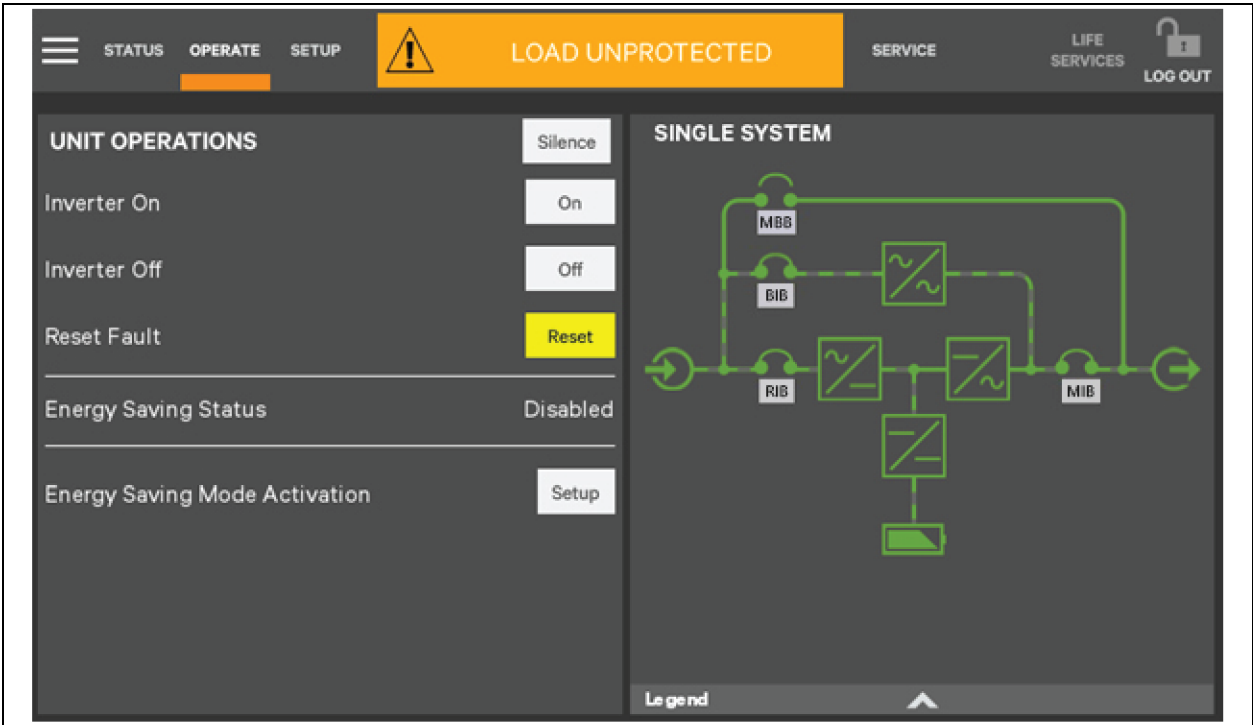 STATUS OPERATE SETUP LOAD UNPROTECTED SERVICE LIFE SERVICES LOG OUT
UNIT OPERATIONS Silence
Inverter On On
Inverter Off Off
Reset Fault Reset
Energy Saving Status Disabled
Energy Saving Mode Activation Setup
SINGLE SYSTEM
MBB
BIB
RIB MIB
Legend